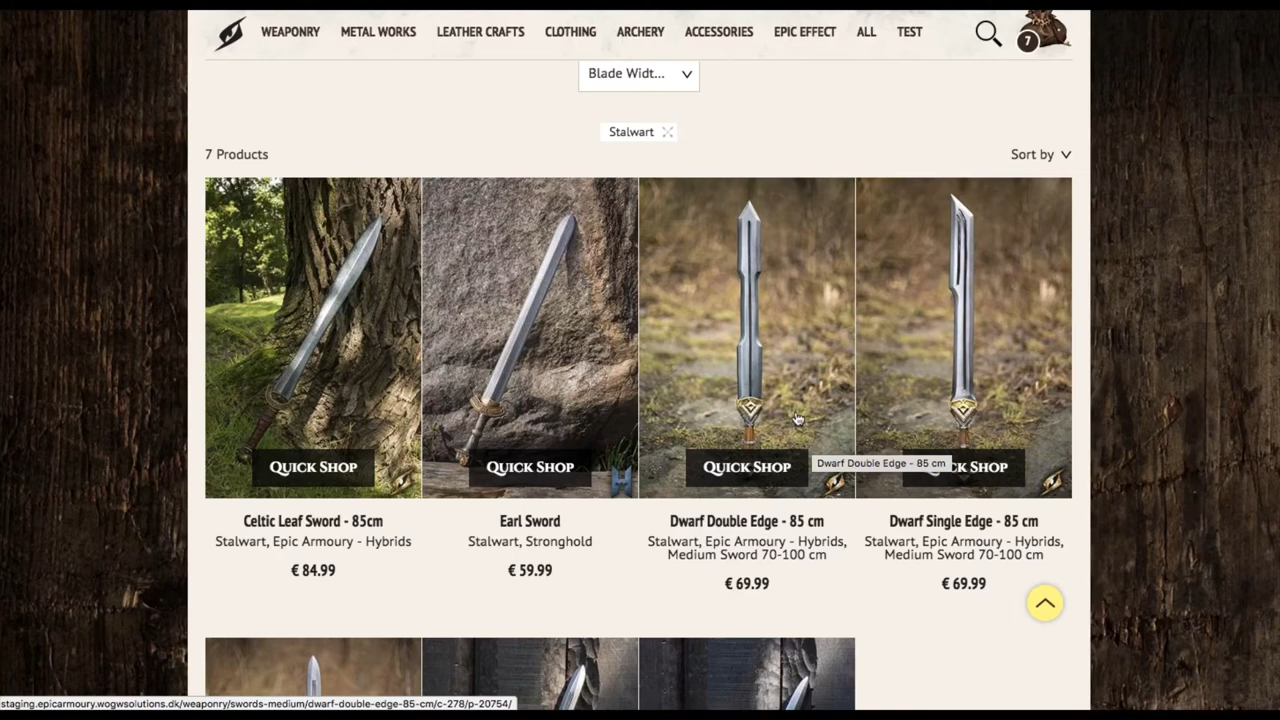 WEAPONRY METAL WORKS LEATHER CRAFTS CLOTHING ARCHERY ACCESSORIES EPIC EFFECT ALL TEST
7
Blade Widt...
Stalwart
7 Products
Sort by
QUICK SHOP
QUICK SHOP
QUICK SHOP
Dwarf Double Edge - 85 cm
CK SHOP
Celtic Leaf Sword - 85cm
Stalwart, Epic Armoury - Hybrids
€ 84.99
Earl Sword
Stalwart, Stronghold
€ 59.99
Dwarf Double Edge - 85 cm
Stalwart, Epic Armoury - Hybrids,
Medium Sword 70-100 cm
€ 69.99
Dwarf Single Edge - 85 cm
Stalwart, Epic Armoury - Hybrids,
Medium Sword 70-100 cm
€ 69.99
staging.epicarmoury.wogwsolutions.dk/weaponry/swords-medium/dwarf-double-edge-85-cm/c-278/p-20754/